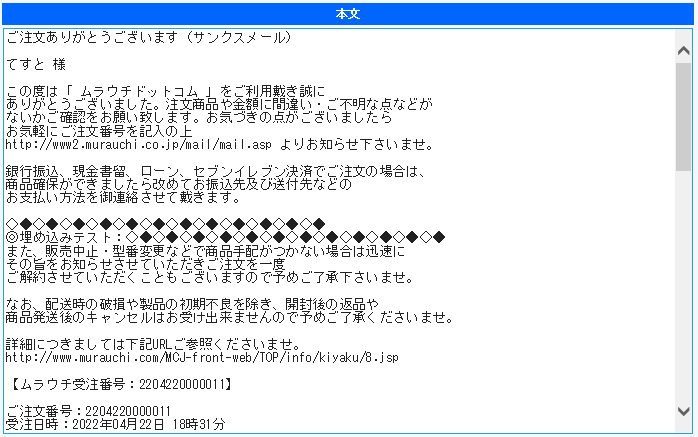 本文
ご注文ありがとうございます（サンクスメール）
てすと 様
この度は「 ムラウチドットコム 」をご利用戴き誠に
ありがとうございました。注文商品や金額に間違い・ご不明な点などが
ないかご確認をお願い致します。お気づきの点がございましたら
お気軽にご注文番号を記入の上
http://www2.murauchi.co.jp/mail/mail.asp よりお知らせ下さいませ。
銀行振込、現金書留、ローン、セブンイレブン決済でご注文の場合は、
商品確保ができましたら改めてお振込先及び送付先などの
お支払い方法を御連絡させて戴きます。
◇◆◇◆◇◆◇◆◇◆◇◆◇◆◇◆◇◆◇◆◇◆◇◆
◎埋め込みテスト：◇◆◇◆◇◆◇◆◇◆◇◆◇◆◇◆◇◆◇◆◇◆◇◆
また、販売中止・型番変更などで商品手配がつかない場合は迅速に
その旨をお知らせさせていただきご注文を一度
ご解約させていただくこともございますので予めご了承下さいませ。
なお、配送時の破損や製品の初期不良を除き、開封後の返品や
商品発送後のキャンセルはお受け出来ませんので予めご了承くださいませ。
詳細につきましては下記URLご参照くださいませ。
http://www.murauchi.com/MCJ-front-web/TOP/info/kiyaku/8.jsp
【ムラウチ受注番号：2204220000011】
ご注文番号：2204220000011
受注日時：2022年04月22日 18時31分